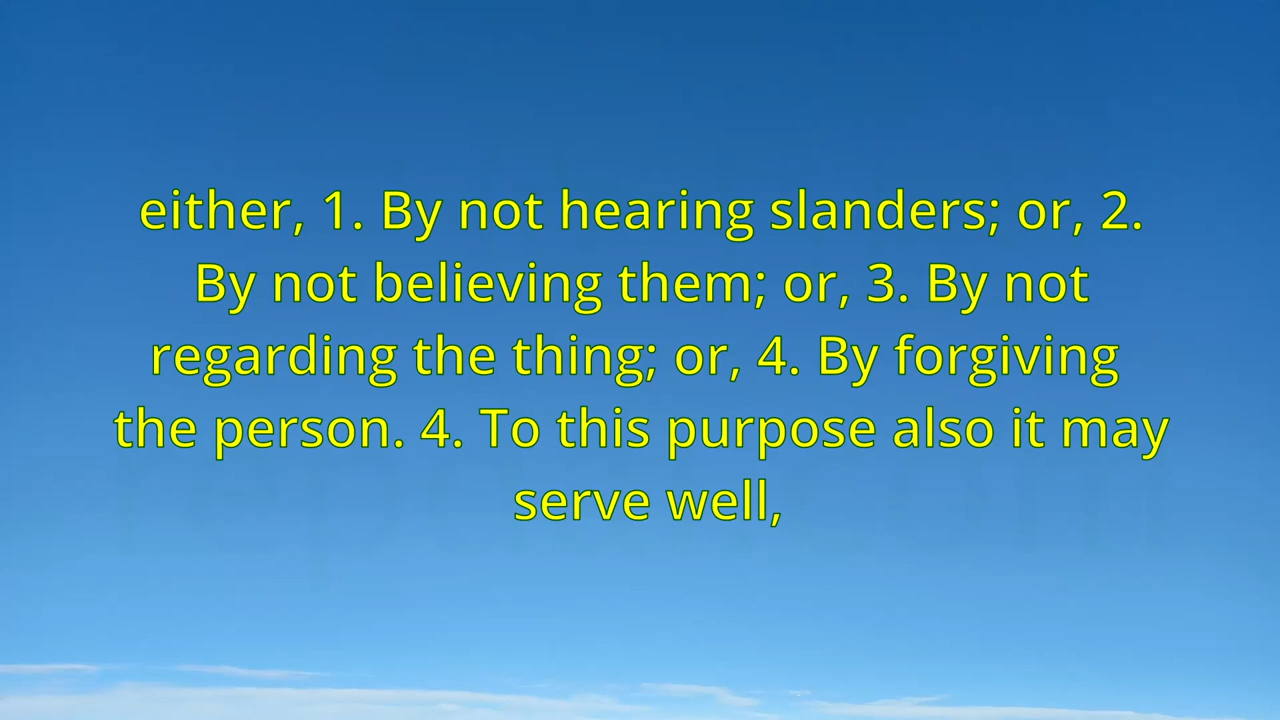 either, 1. By not hearing slanders; or, 2.
By not believing them; or, 3. By not
regarding the thing; or, 4. By forgiving
the person. 4. To this purpose also it may
serve well,